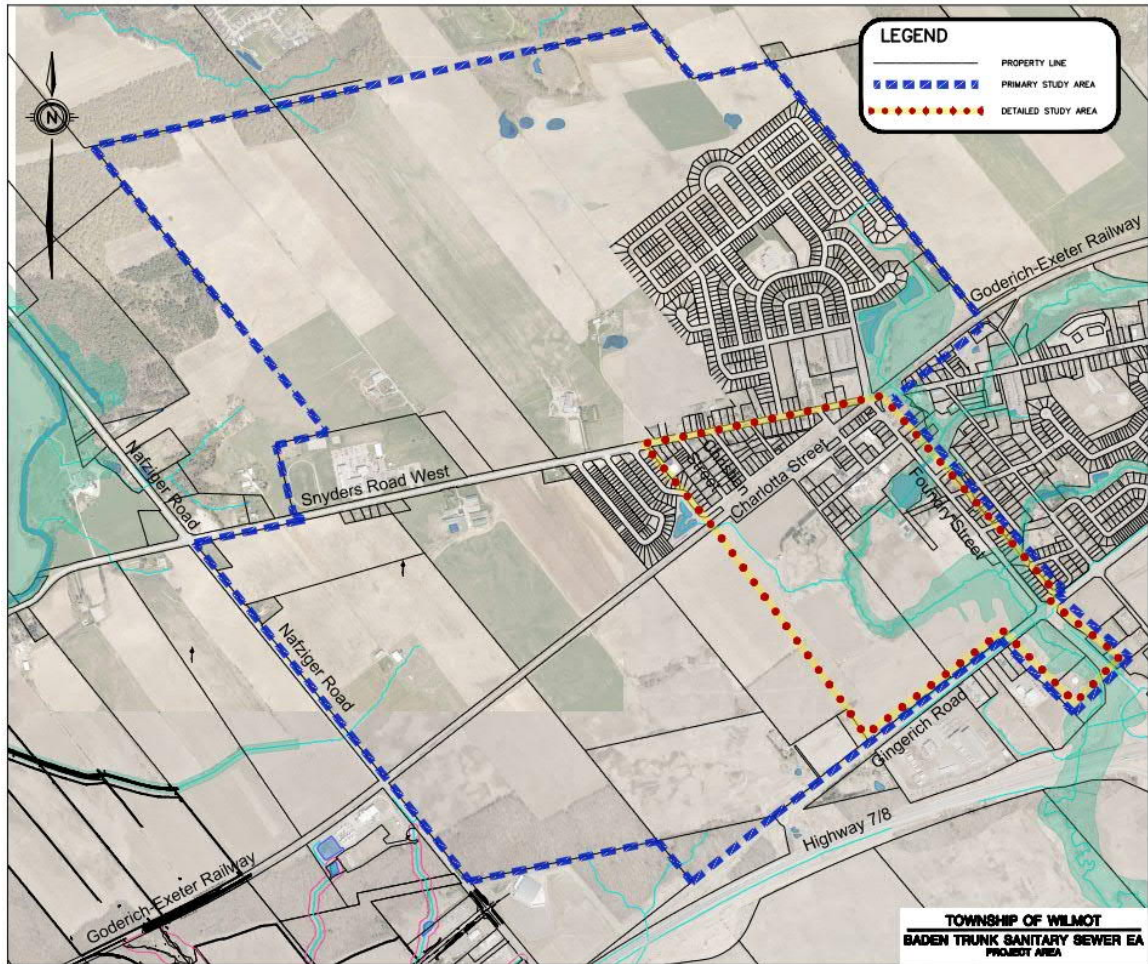 LEGEND
PROPERTY LINE
PRIMARY STUDY AREA
DETAILED STUDY AREA
N
Goderich-Exeter Railway
Nafziger Road
Snyders Road West
Christian
Street
Charlotta Street
Foundry Street
Nafziger Road
Gingerich Road
Highway 7/8
Goderich-Exeter Railway
TOWNSHIP OF WILMOT
BADEN TRUNK SANITARY SEWER EA
PROJECT AREA